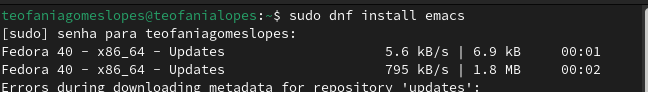 teofaniagomeslopes@teofanialopes:~$ sudo dnf install emacs
[sudo] senha para teofaniagomeslopes:
Fedora 40 - x86_64 - Updates 5.6 kB/s | 6.9 kB 00:01
Fedora 40 - x86_64 - Updates 795 kB/s | 1.8 MB 00:02
Errors during downloading metadata for repository 'updates':